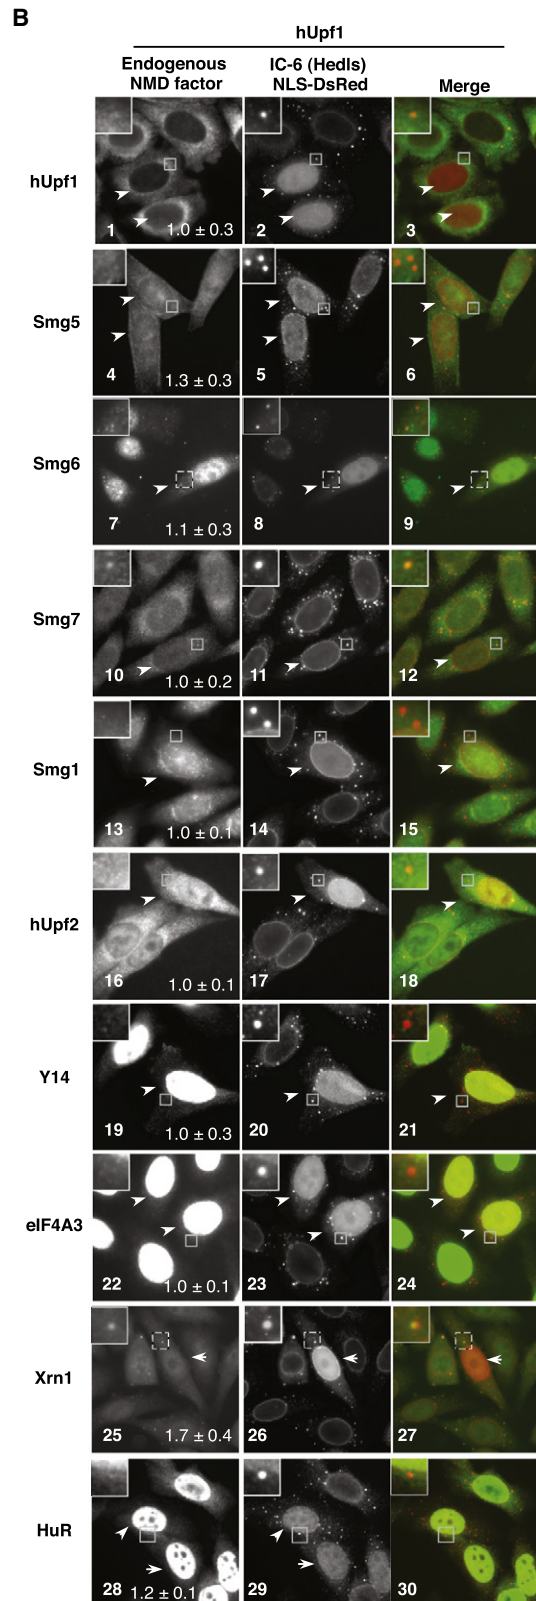 B
hUpf1
Endogenous NMD factor
IC-6 (Hedls) NLS-DsRed
Merge
hUpf1
1
1.0 ± 0.3
2
3
Smg5
4
1.3 ± 0.3
5
6
Smg6
7
1.1 ± 0.3
8
9
Smg7
10
1.0 ± 0.2
11
12
Smg1
13
1.0 ± 0.1
14
15
hUpf2
16
1.0 ± 0.1
17
18
Y14
19
1.0 ± 0.3
20
21
eIF4A3
22
1.0 ± 0.1
23
24
Xrn1
25
1.7 ± 0.4
26
27
HuR
28
1.2 ± 0.1
29
30